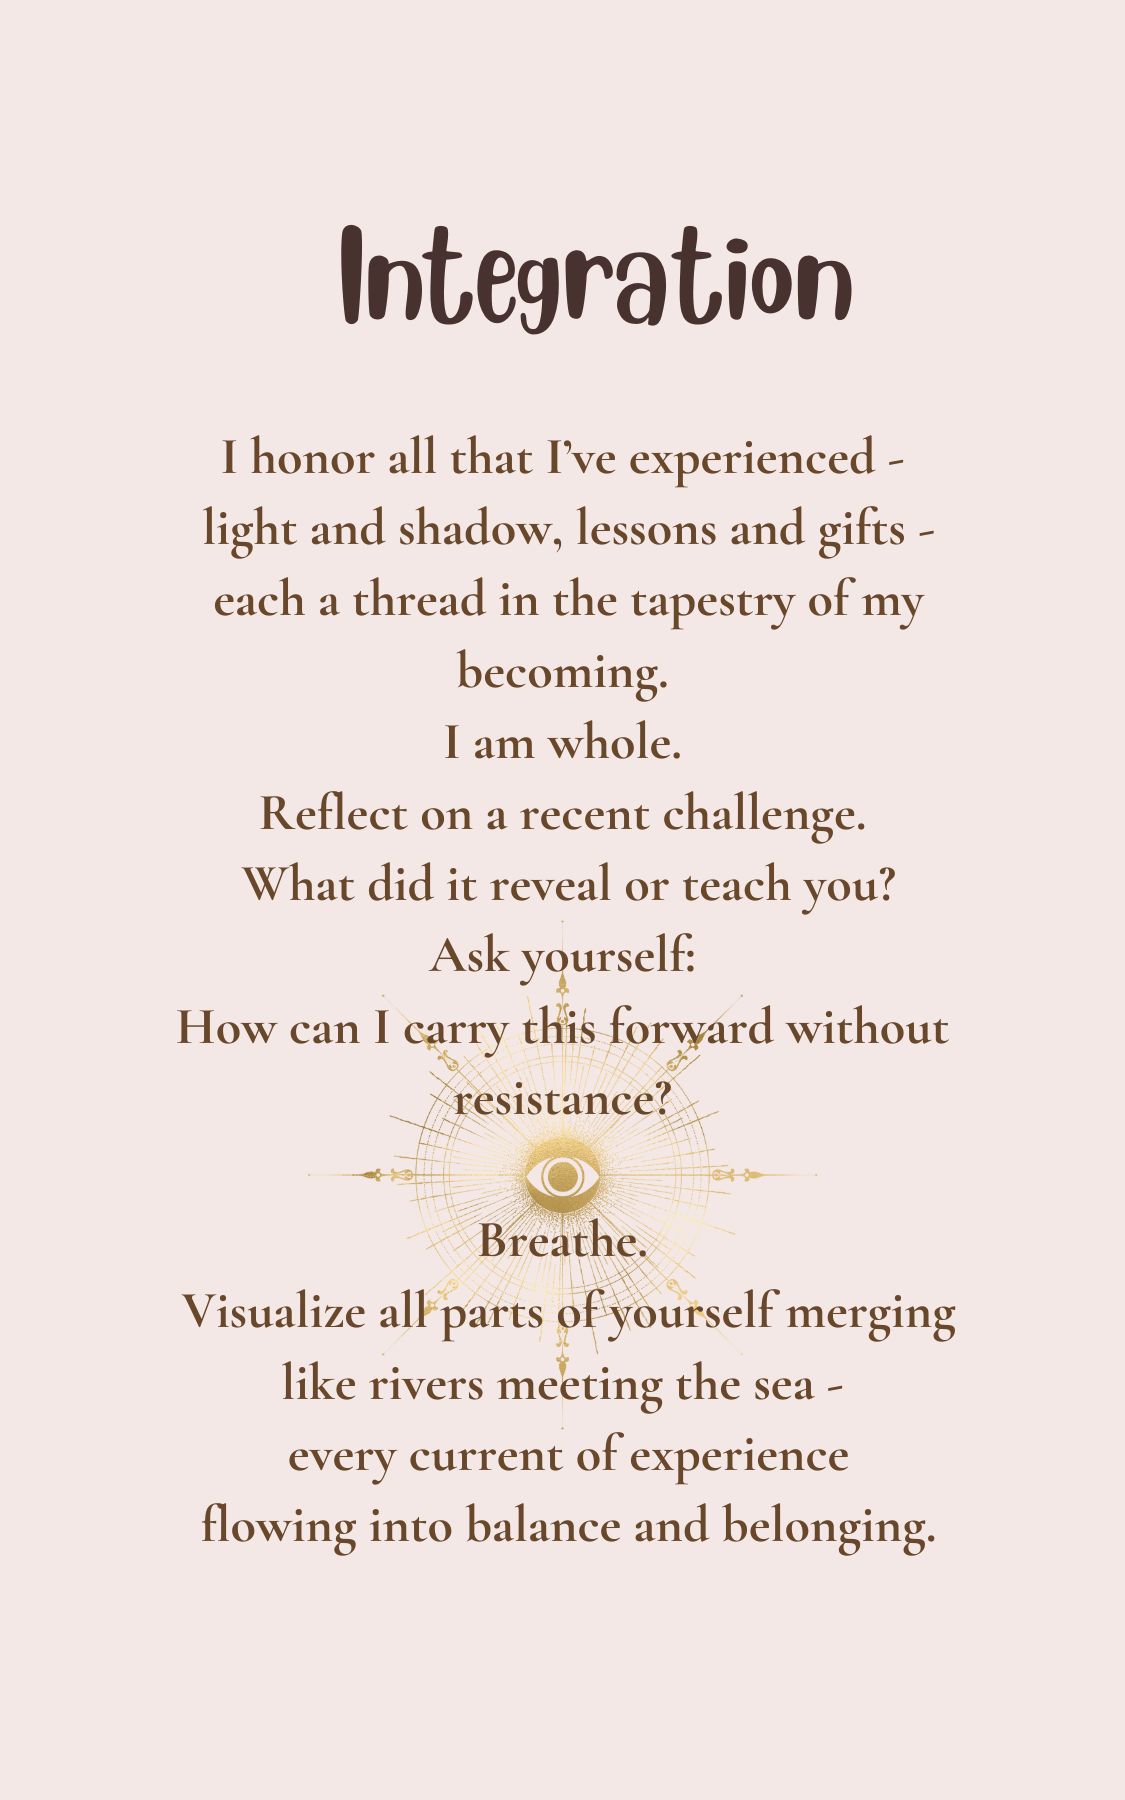 Integration
I honor all that I’ve experienced -
light and shadow, lessons and gifts -
each a thread in the tapestry of my
becoming.
I am whole.
Reflect on a recent challenge.
What did it reveal or teach you?
Ask yourself:
How can I carry this forward without
resistance?
Breathe.
Visualize all parts of yourself merging
like rivers meeting the sea -
every current of experience
flowing into balance and belonging.